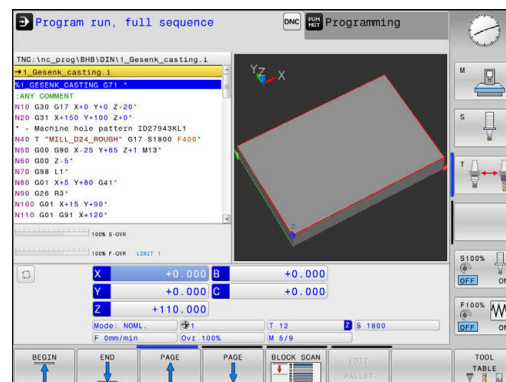 Program run, full sequence
DNC
PGM MGT
Programming
TNC:\nc_prog\BHB\DIN\1_Gesenk_casting.i
→1_Gesenk_casting.i
%1_GESENK_CASTING G71 *
;ANY COMMENT
N10 G30 G17 X+0 Y+0 Z-20*
N20 G31 X+150 Y+100 Z+0*
* - Machine hole pattern ID27943KL1
N40 T "MILL_D24_ROUGH" G17 S1800 F400*
N50 G00 G90 X-25 Y+85 Z+1 M13*
N60 G00 Z-5*
N70 G98 L1*
N80 G01 X+5 Y+80 G41*
N90 G26 R3*
N100 G01 X+15 Y+90*
N110 G01 G91 X+120*
Y Z X
Z
100% S-OVR
100% F-OVR LIMIT 1
X +0.000 B +0.000
Y +0.000 C +0.000
Z +110.000
Mode: NOML. 1 T 12 Z S 1800
F 0mm/min Ovr 100% M 5/9
M
S
T
S100%
OFF ON
F100%
OFF ON
BEGIN
END
PAGE
PAGE
BLOCK SCAN
EDIT PALLET
TOOL TABLE